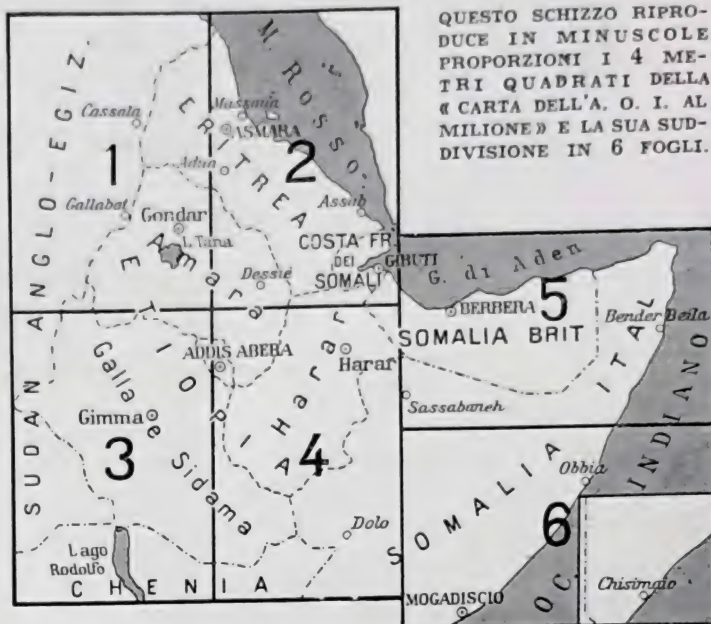 QUESTO SCHIZZO RIPRO-
DUCE IN MINUSCOLE
PROPORZIONI I 4 ME-
TRI QUADRATI DELLA
« CARTA DELL'A. O. I. AL
MILIONE » E LA SUA SUD-
DIVISIONE IN 6 FOGLI.
SUDAN ANGLO-EGIZ.
M. ROSSO
Cassala
Massaua
ASMARA
ERITREA
1
2
Adua
Gallabat
Gondar
L. Tana
Assab
COSTA FR.
DEI
SOMALI
GIBUTI
G. di Aden
Amara
Dessiè
ETIOPIA
BERBERA
5
Bender Beila
SOMALIA BRIT
ITAL
ADDIS ABEBA
Harar
Harar
Galla e Sidama
Sassabaneh
Gimma
3
4
OC. INDIANO
Obbia
SOMALIA
6
Dolo
Lago
Rodolfo
CHENIA
MOGADISCIO
Chisimaio